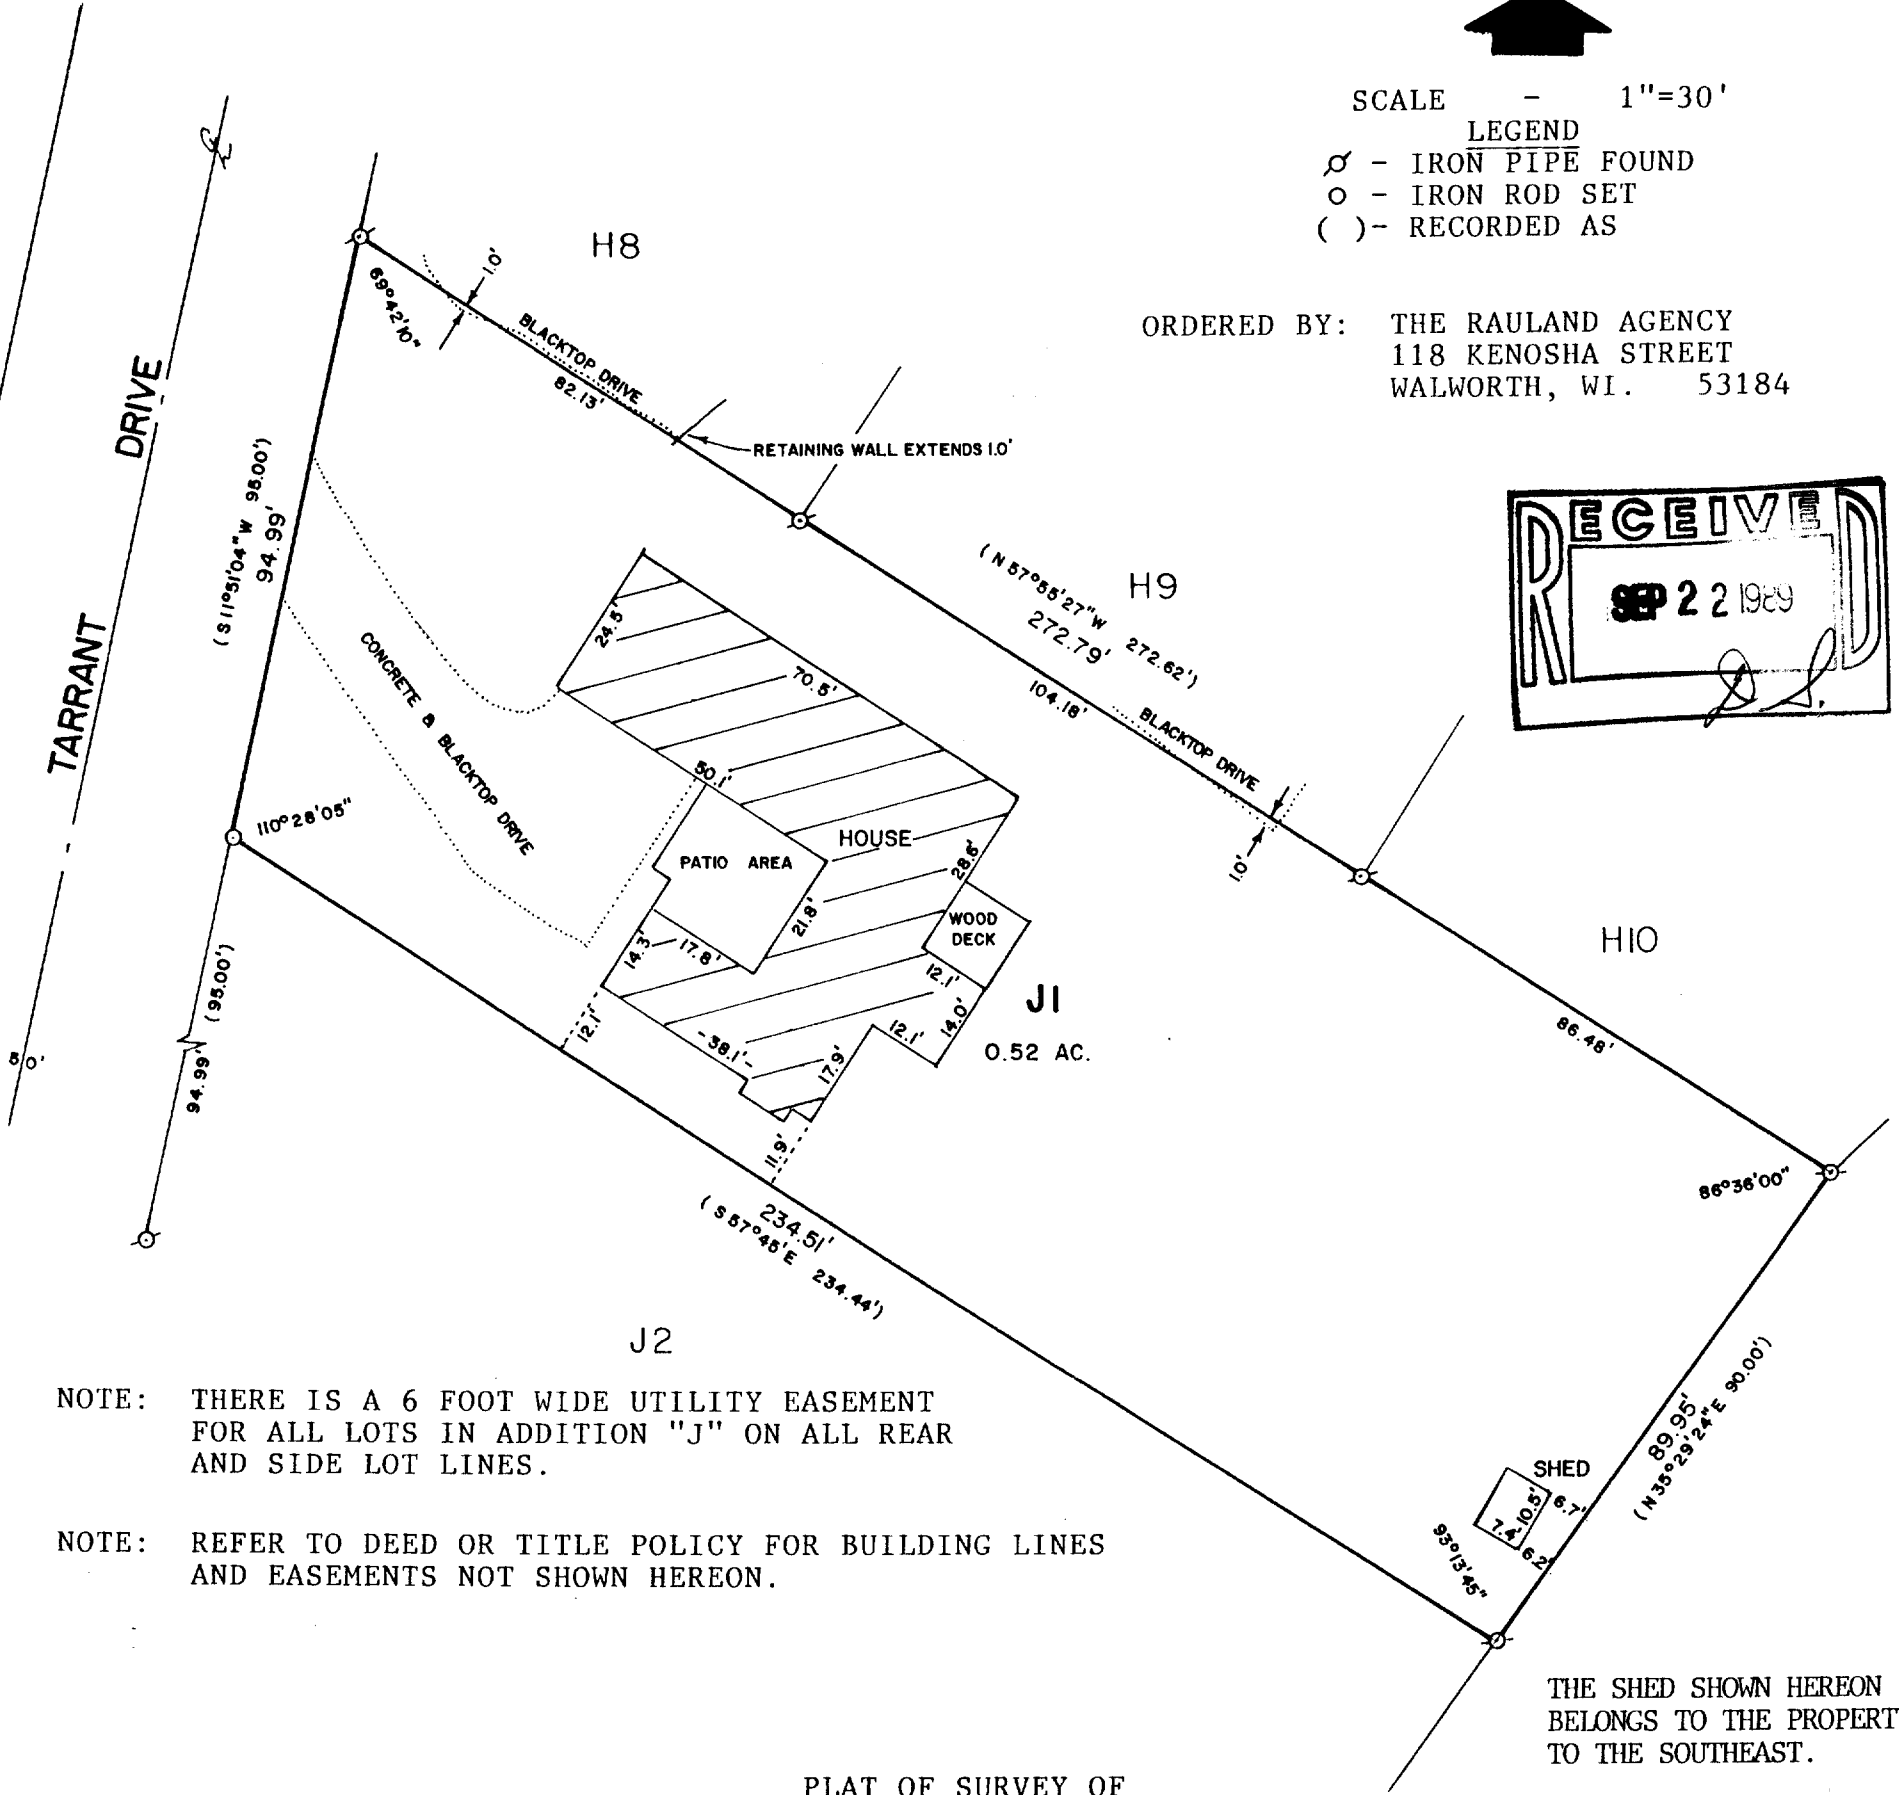 SCALE - 1"=30'
LEGEND
- IRON PIPE FOUND
- IRON ROD SET
( )- RECORDED AS
ORDERED BY: THE RAULAND AGENCY
118 KENOSHA STREET
WALWORTH, WI. 53184
RECEIVED
SEP 22 1989
H8
1.0'
69°42'10"
BLACKTOP DRIVE
82.13'
RETAINING WALL EXTENDS 1.0'
TARRANT DRIVE
(S 11°51'04" W 95.00')
94.99'
H9
(N 57°55'27" W 272.62')
272.79'
104.18'
BLACKTOP DRIVE
1.0'
24.5'
70.5'
CONCRETE & BLACKTOP DRIVE
50.1'
HOUSE
28.6'
PATIO AREA
21.8'
WOOD
DECK
110°28'05"
14.3'
17.8'
12.1'
14.0'
12.1'
J1
0.52 AC.
H10
86.48'
12.1'
38.1'
17.9'
11.9'
94.99' (95.00')
50'
86°36'00"
234.51'
(S 57°45' E 234.44')
J2
89.95'
(N 35°29'24" E 90.00')
SHED
7.4'
10.5'
6.7'
6.2'
93°13'45"
NOTE: THERE IS A 6 FOOT WIDE UTILITY EASEMENT
FOR ALL LOTS IN ADDITION "J" ON ALL REAR
AND SIDE LOT LINES.
NOTE: REFER TO DEED OR TITLE POLICY FOR BUILDING LINES
AND EASEMENTS NOT SHOWN HEREON.
THE SHED SHOWN HEREON
BELONGS TO THE PROPERT
TO THE SOUTHEAST.
PLAT OF SURVEY OF